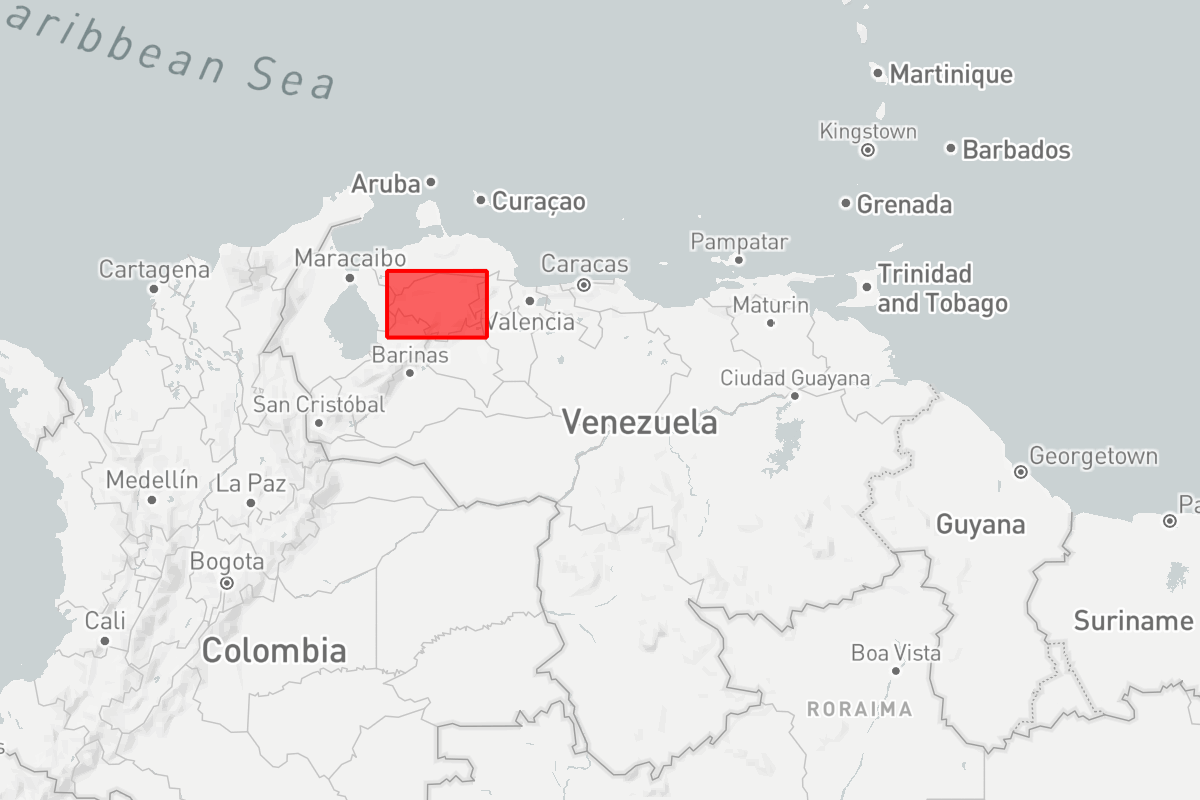 aribbean Sea
Martinique
Kingstown
Barbados
Aruba
Curaçao
Grenada
Pampatar
Maracaibo
Caracas
Cartagena
Trinidad
and Tobago
Maturin
Valencia
Barinas
Ciudad Guayana
San Cristóbal
Venezuela
Georgetown
Medellín
La Paz
Pa
Guyana
Bogota
Cali
Suriname
Colombia
Boa Vista
RORAIMA
s